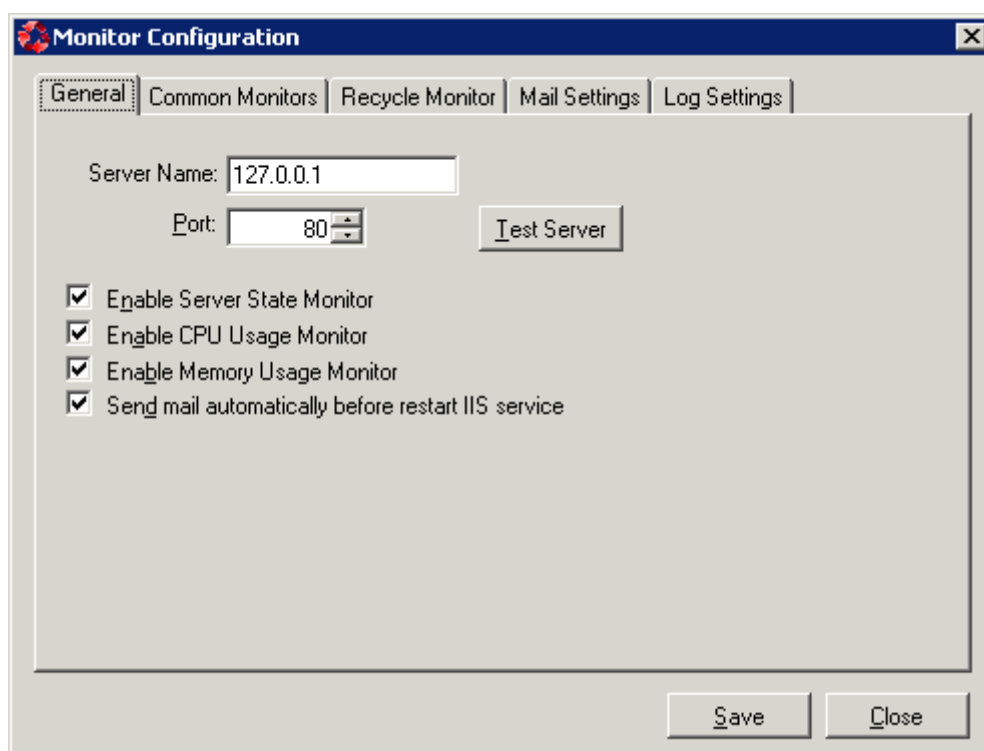 Monitor Configuration
General Common Monitors Recycle Monitor Mail Settings Log Settings
Server Name: 127.0.0.1
Port: 80 Test Server
Enable Server State Monitor
Enable CPU Usage Monitor
Enable Memory Usage Monitor
Send mail automatically before restart IIS service
Save Close